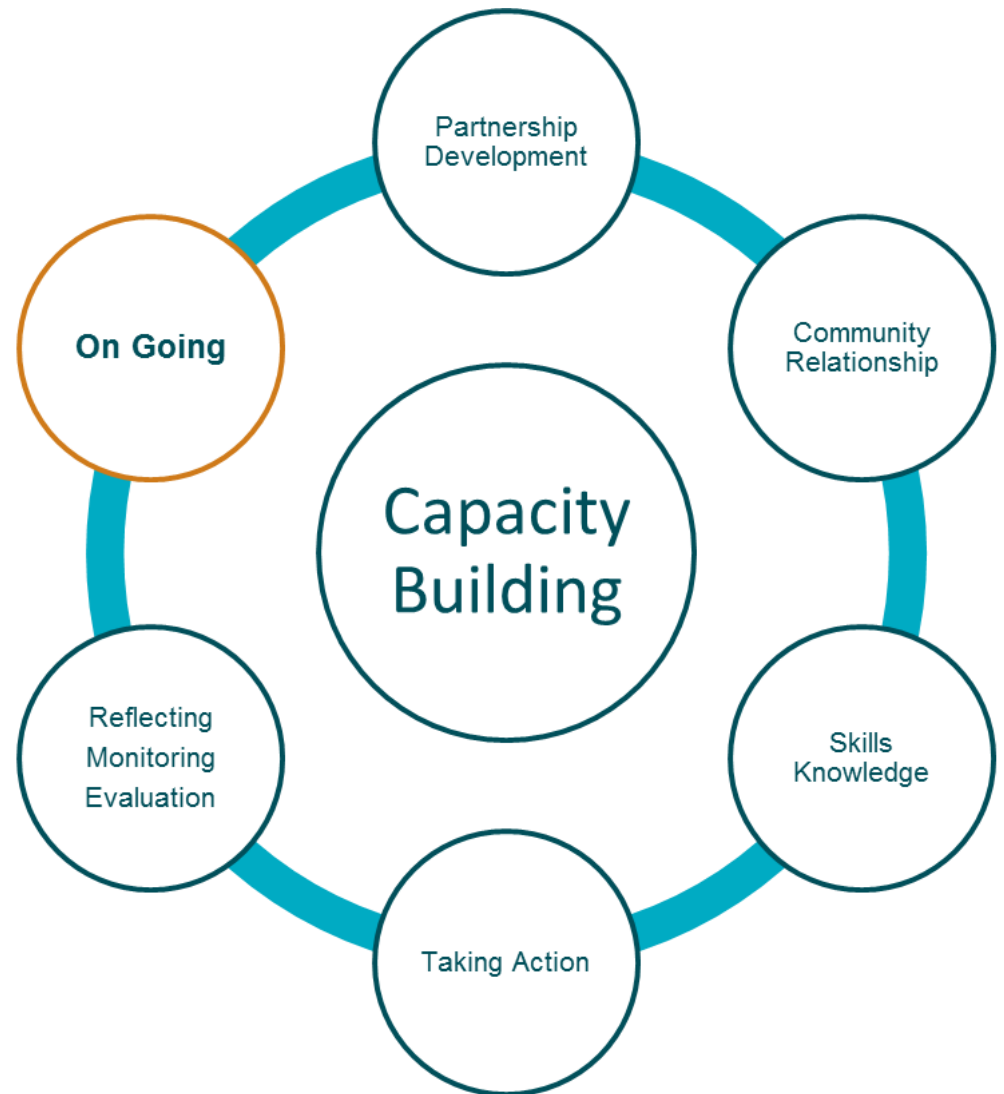 Partnership
Development
Community
Relationship
Skills
Knowledge
Taking Action
Reflecting
Monitoring
Evaluation
On Going
Capacity
Building